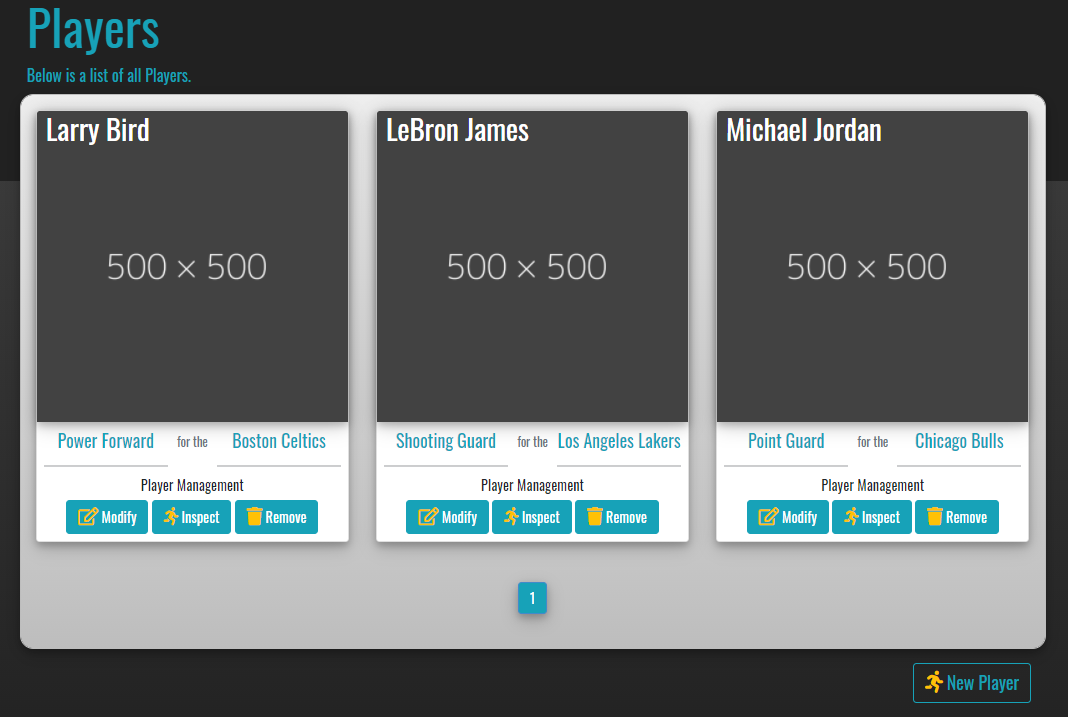 Players
Below is a list of all Players.
Larry Bird
500 × 500
Power Forward for the Boston Celtics
Player Management
Modify Inspect Remove
LeBron James
500 × 500
Shooting Guard for the Los Angeles Lakers
Player Management
Modify Inspect Remove
Michael Jordan
500 × 500
Point Guard for the Chicago Bulls
Player Management
Modify Inspect Remove
1
New Player